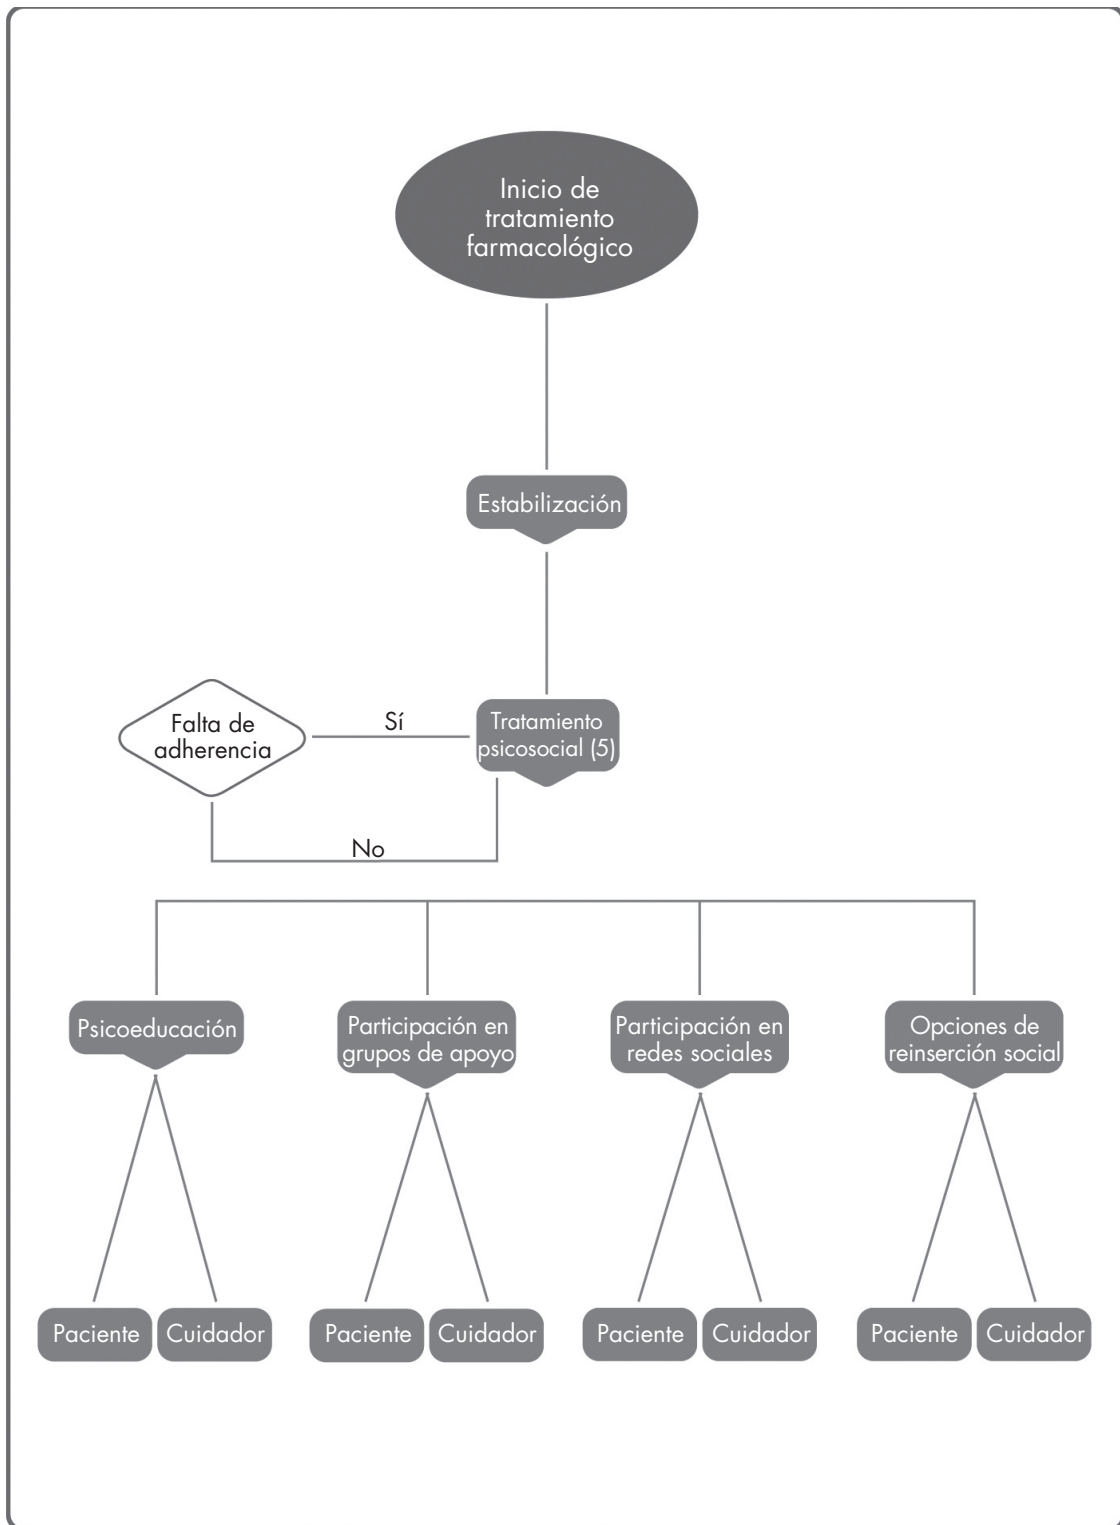 Inicio de
tratamiento
farmacológico
Estabilización
Falta de
adherencia
Sí
Tratamiento
psicosocial (5)
No
Psicoeducación
Participación en
grupos de apoyo
Participación en
redes sociales
Opciones de
reinserción social
Paciente
Cuidador
Paciente
Cuidador
Paciente
Cuidador
Paciente
Cuidador